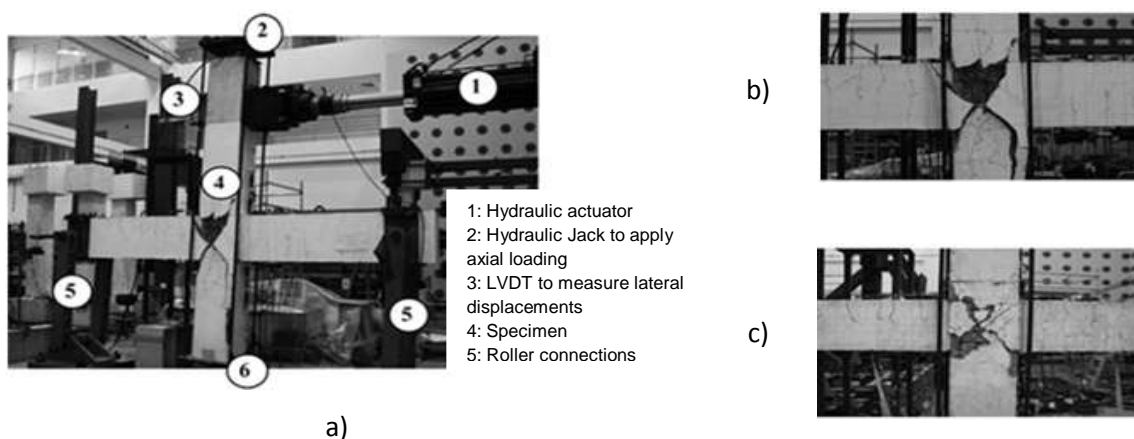 2
1
3
4
5
5
6
1: Hydraulic actuator
2: Hydraulic Jack to apply
axial loading
3: LVDT to measure lateral
displacements
4: Specimen
5: Roller connections
a)
b)
c)